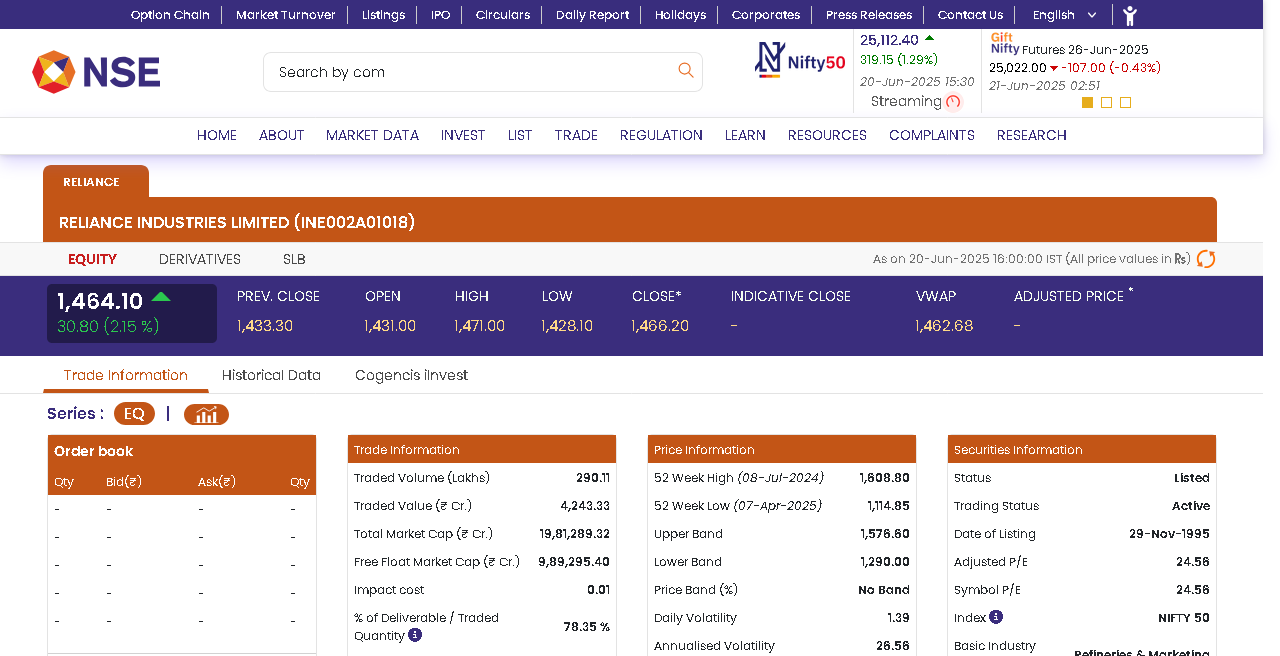 Option Chain Market Turnover Listings IPO Circulars Daily Report Holidays Corporates Press Releases Contact Us English
NSE
Search by com
Nifty50
25,112.40
319.15 (1.29%)
20-Jun-2025 15:30
Streaming
Gift
Nifty Futures 26-Jun-2025
25,022.00 -107.00 (-0.43%)
21-Jun-2025 02:51
HOME ABOUT MARKET DATA INVEST LIST TRADE REGULATION LEARN RESOURCES COMPLAINTS RESEARCH
RELIANCE
RELIANCE INDUSTRIES LIMITED (INE002A01018)
EQUITY DERIVATIVES SLB As on 20-Jun-2025 16:00:00 IST (All price values in Rs)
1,464.10
30.80 (2.15 %)
PREV. CLOSE OPEN HIGH LOW CLOSE* INDICATIVE CLOSE VWAP ADJUSTED PRICE *
1,433.30 1,431.00 1,471.00 1,428.10 1,466.20 - 1,462.68 -
Trade Information Historical Data Cogencis iInvest
Series : EQ |
Order book
Qty Bid(₹) Ask(₹) Qty
- - - -
- - - -
- - - -
- - - -
- - - -
Trade Information
Traded Volume (Lakhs) 290.11
Traded Value (₹ Cr.) 4,243.33
Total Market Cap (₹ Cr.) 19,81,289.32
Free Float Market Cap (₹ Cr.) 9,89,295.40
Impact cost 0.01
% of Deliverable / Traded
Quantity i 78.35 %
Price Information
52 Week High (08-Jul-2024) 1,608.80
52 Week Low (07-Apr-2025) 1,114.85
Upper Band 1,576.60
Lower Band 1,290.00
Price Band (%) No Band
Daily Volatility 1.39
Annualised Volatility 26.56
Securities Information
Status Listed
Trading Status Active
Date of Listing 29-Nov-1995
Adjusted P/E 24.56
Symbol P/E 24.56
Index i NIFTY 50
Basic Industry Refineries & Marketing